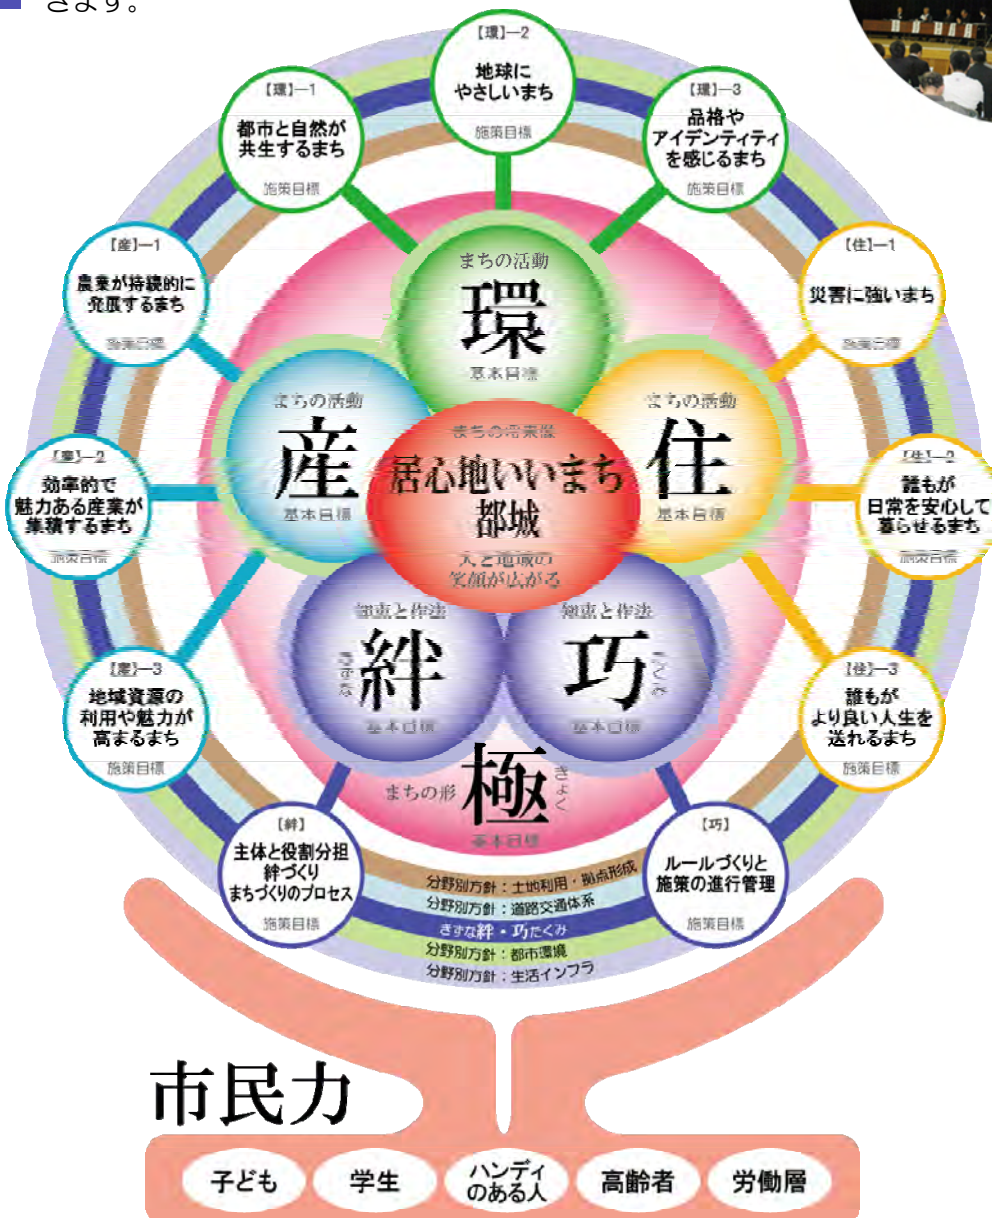 きます。
【環】―2
地球に
やさしいまち
施策目標
【環】―1
都市と自然が
共生するまち
施策目標
【環】―3
品格や
アイデンティティ
を感じるまち
施策目標
【産】―1
農業が持続的に
発展するまち
施策目標
【住】―1
災害に強いまち
施策目標
まちの活動
環
基本目標
まちの活動
産
基本目標
まちの活動
住
基本目標
まちの将来像
居心地いいまち
都城
人と地域の
笑顔が広がる
【産】―2
効率的で
魅力ある産業が
集積するまち
施策目標
【住】―2
誰もが
日常を安心して
暮らせるまち
施策目標
知恵と作法
絆
きずな
基本目標
知恵と作法
巧
たくみ
基本目標
【産】―3
地域資源の
利用や魅力が
高まるまち
施策目標
【住】―3
誰もが
より良い人生を
送れるまち
施策目標
まちの形
極
きょく
基本目標
【絆】
主体と役割分担
絆づくり
まちづくりのプロセス
施策目標
【巧】
ルールづくりと
施策の進行管理
施策目標
分野別方針:土地利用・拠点形成
分野別方針:道路交通体系
きずな絆・巧たくみ
分野別方針:都市環境
分野別方針:生活インフラ
市民力
子ども
学生
ハンディ
のある人
高齢者
労働層